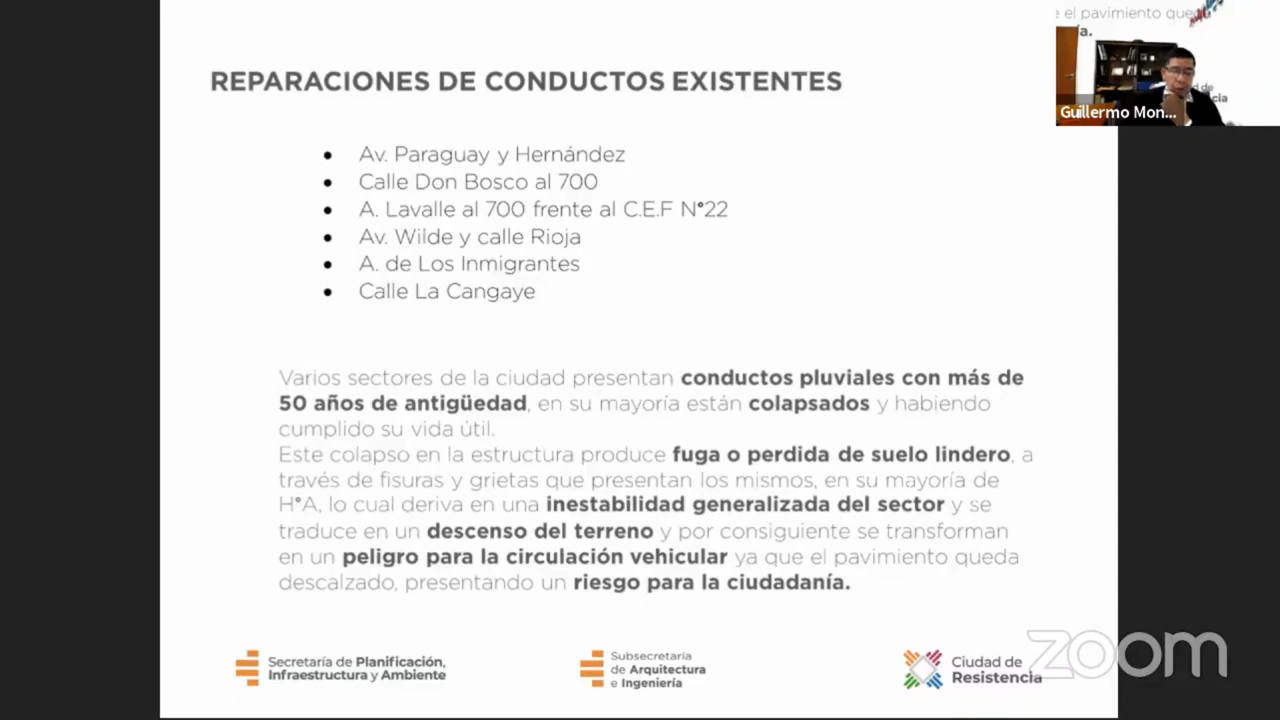 REPARACIONES DE CONDUCTOS EXISTENTES
• Av. Paraguay y Hernández
• Calle Don Bosco al 700
• A. Lavalle al 700 frente al C.E.F N°22
• Av. Wilde y calle Rioja
• A. de Los Inmigrantes
• Calle La Cangaye
Varios sectores de la ciudad presentan conductos pluviales con más de
50 años de antigüedad, en su mayoría están colapsados y habiendo
cumplido su vida útil.
Este colapso en la estructura produce fuga o perdida de suelo lindero, a
través de fisuras y grietas que presentan los mismos, en su mayoría de
H°A, lo cual deriva en una inestabilidad generalizada del sector y se
traduce en un descenso del terreno y por consiguiente se transforman
en un peligro para la circulación vehicular ya que el pavimiento queda
descalzado, presentando un riesgo para la ciudadanía.
Secretaría de Planificación,
Infraestructura y Ambiente
Subsecretaría
de Arquitectura
e Ingeniería
Ciudad de
Resistencia
zoom
e el pavimiento queda
ía.
Guillermo Mon...